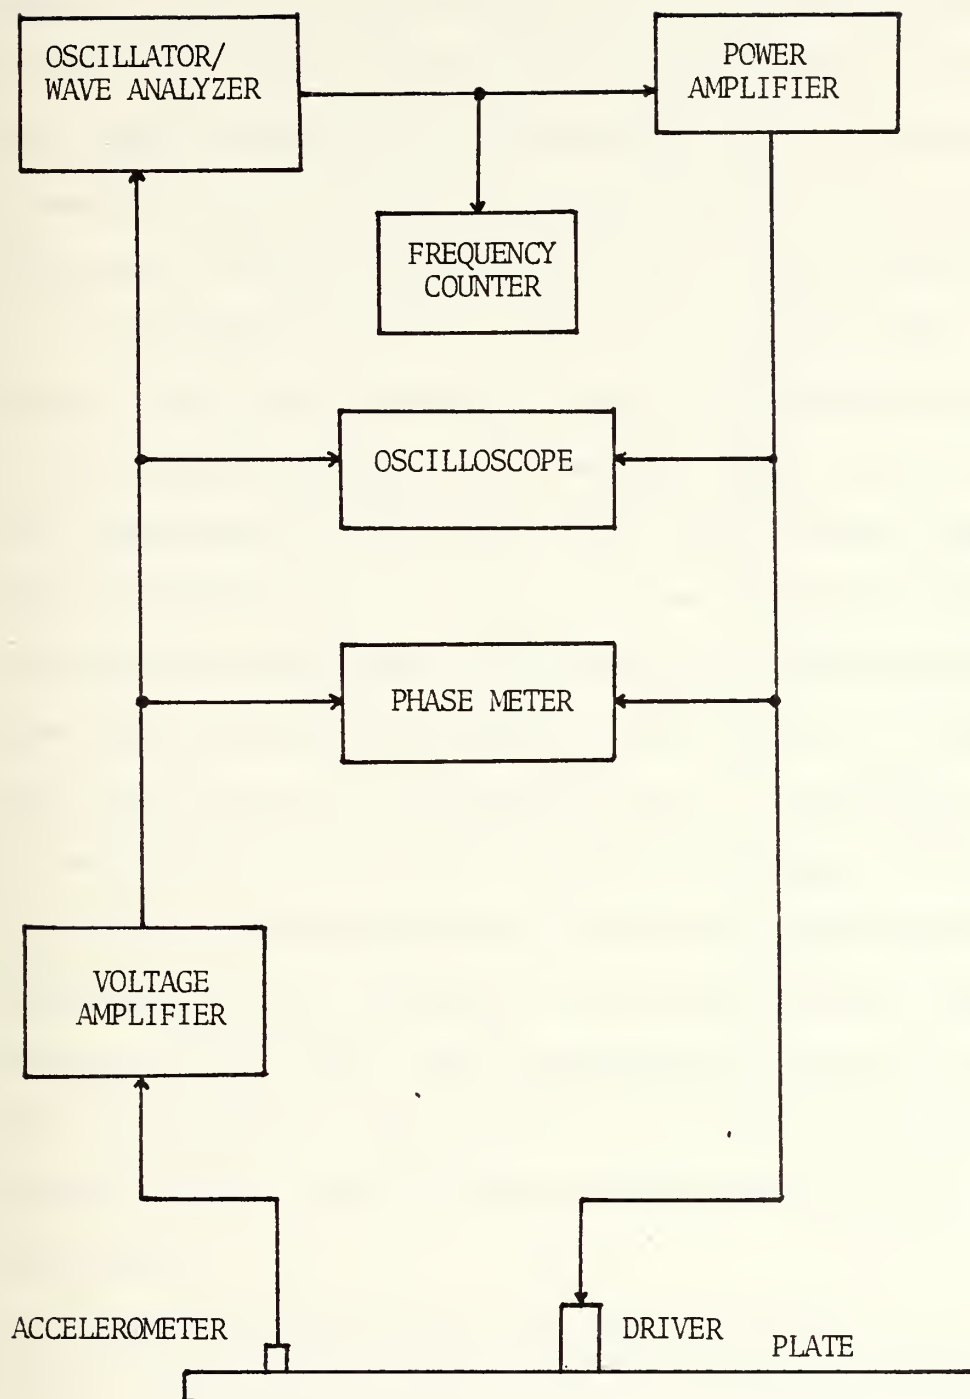 OSCILLATOR/
WAVE ANALYZER
POWER
AMPLIFIER
FREQUENCY
COUNTER
OSCILLOSCOPE
PHASE METER
VOLTAGE
AMPLIFIER
ACCELEROMETER
DRIVER
PLATE